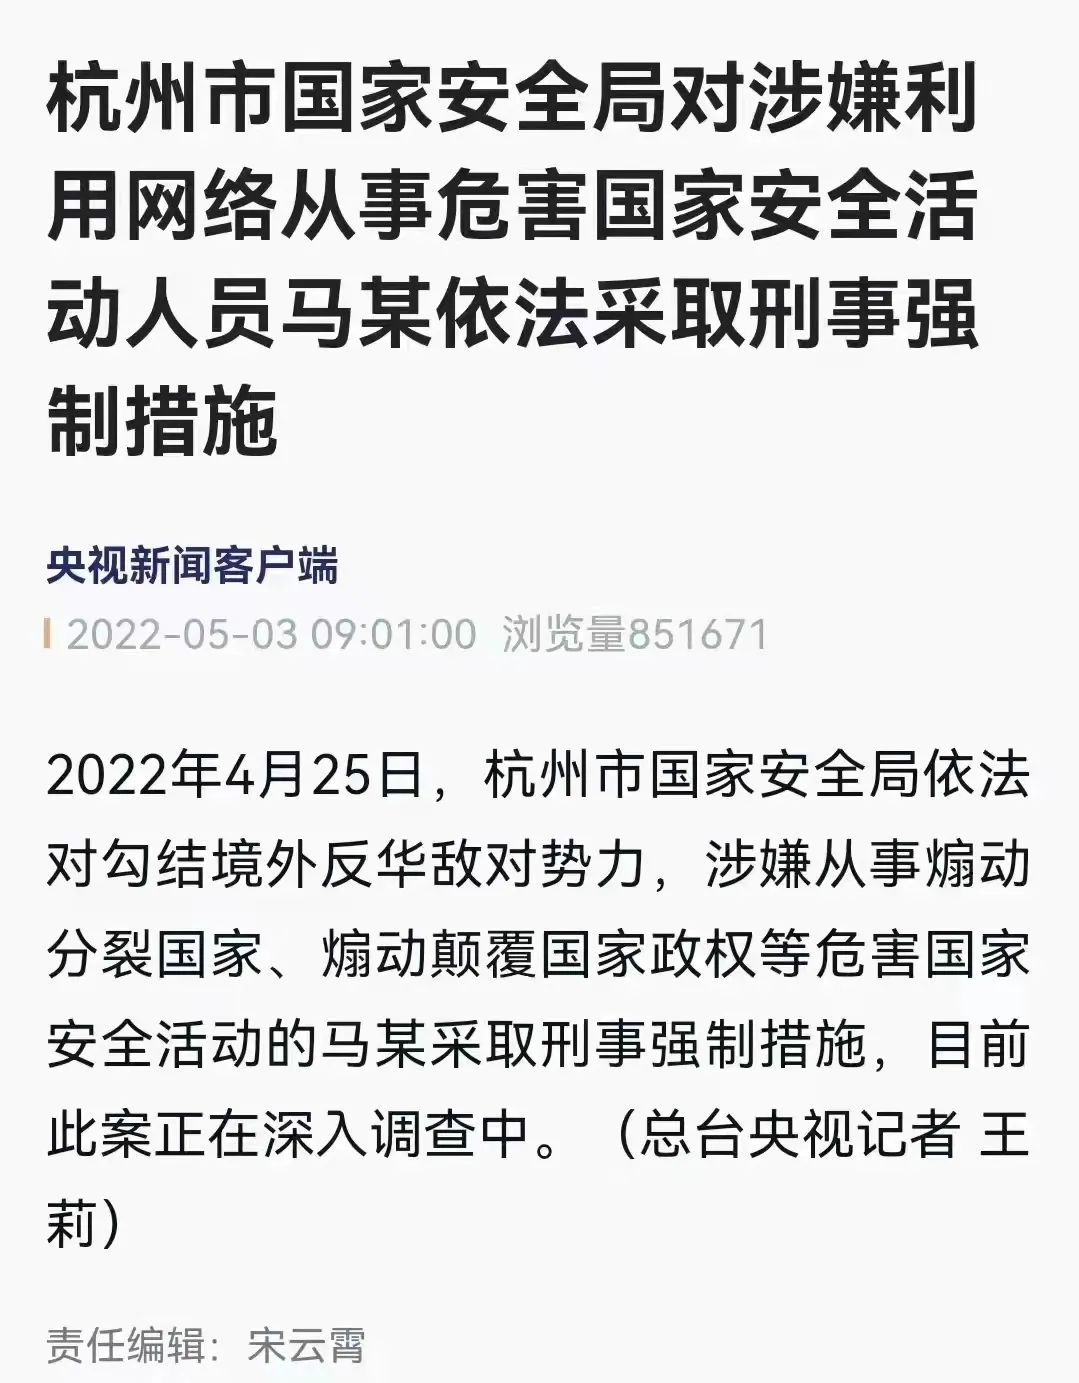 杭州市国家安全局对涉嫌利
用网络从事危害国家安全活
动人员马某依法采取刑事强
制措施
央视新闻客户端
2022-05-03 09:01:00 浏览量851671
2022年4月25日，杭州市国家安全局依法
对勾结境外反华敌对势力，涉嫌从事煽动
分裂国家、煽动颠覆国家政权等危害国家
安全活动的马某采取刑事强制措施，目前
此案正在深入调查中。（总台央视记者 王
莉）
责任编辑：宋云霄